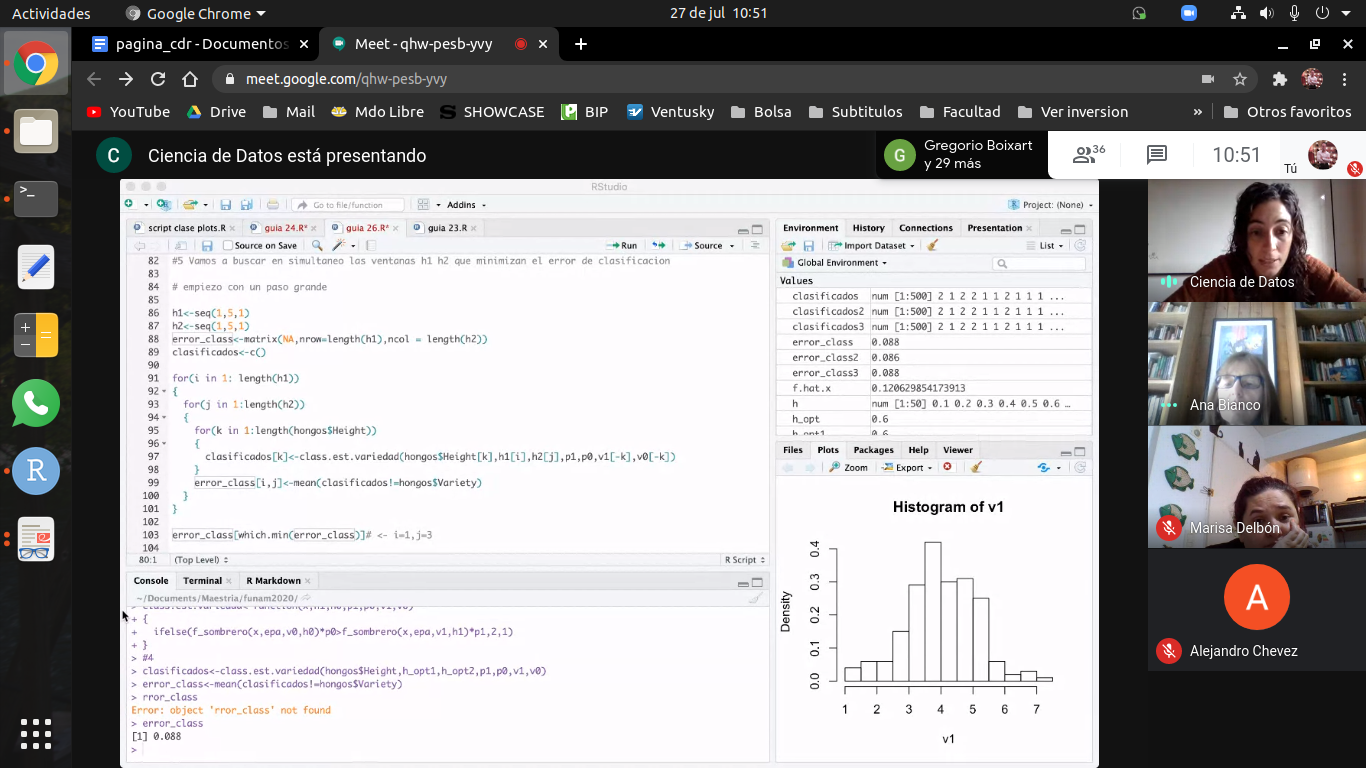 Actividades
Google Chrome
27 de jul 10:51
pagina_cdr - Documentos
Meet - qhw-pesb-yvy
meet.google.com/qhw-pesb-yvy
YouTube
Drive
Mail
Mdo Libre
SHOWCASE
BIP
Ventusky
Bolsa
Subtitulos
Facultad
Ver inversion
»
Otros favoritos
C
Ciencia de Datos está presentando
G
Gregorio Boixart
y 29 más
36
10:51
Tú
RStudio
Go to file/function
Addins
Project: (None)
script clase plots.R
guia 24.R*
guia 26.R*
guia 23.R
Source on Save
Run
Source
82 #5 Vamos a buscar en simultaneo las ventanas h1 h2 que minimizan el error de clasificacion
83
84 # empiezo con un paso grande
85
86 h1<-seq(1,5,1)
87 h2<-seq(1,5,1)
88 error_class<-matrix(NA,nrow=length(h1),ncol = length(h2))
89 clasificados<-c()
90
91 for(i in 1: length(h1))
92 {
93 for(j in 1:length(h2))
94 {
95 for(k in 1:length(hongos$Height))
96 {
97 clasificados[k]<-class.est.variedad(hongos$Height[k],h1[i],h2[j],p1,p0,v1[-k],v0[-k])
98 }
99 error_class[i,j]<-mean(clasificados!=hongos$Variety)
100 }
101 }
102
103 error_class[which.min(error_class)]# <- i=1,j=3
104
80:1 (Top Level) R Script
Console Terminal R Markdown
~/Documents/Maestria/funam2020/
> class.est.variedad<-function(x,h1,h0,p1,p0,v1,v0)
+ {
+ ifelse(f_sombrero(x,epa,v0,h0)*p0>f_sombrero(x,epa,v1,h1)*p1,2,1)
+ }
> #4
> clasificados<-class.est.variedad(hongos$Height,h_opt1,h_opt2,p1,p0,v1,v0)
> error_class<-mean(clasificados!=hongos$Variety)
> rror_class
Error: object 'rror_class' not found
> error_class
[1] 0.088
>
Environment History Connections Presentation
Import Dataset
List
Global Environment
Values
clasificados num [1:500] 2 1 2 2 1 1 2 1 1 1 ...
clasificados2 num [1:500] 2 1 2 2 1 1 2 1 1 1 ...
clasificados3 num [1:500] 2 1 2 2 1 1 2 1 1 1 ...
error_class 0.088
error_class2 0.086
error_class3 0.088
f.hat.x 0.120629854173913
h num [1:50] 0.1 0.2 0.3 0.4 0.5 0.6 …
h_opt 0.6
h_opt1 0.6
Files Plots Packages Help Viewer
Zoom
Export
Histogram of v1
Density
0.0 0.1 0.2 0.3 0.4
1 2 3 4 5 6 7
v1
Ciencia de Datos
Ana Bianco
Marisa Delbón
A
Alejandro Chevez